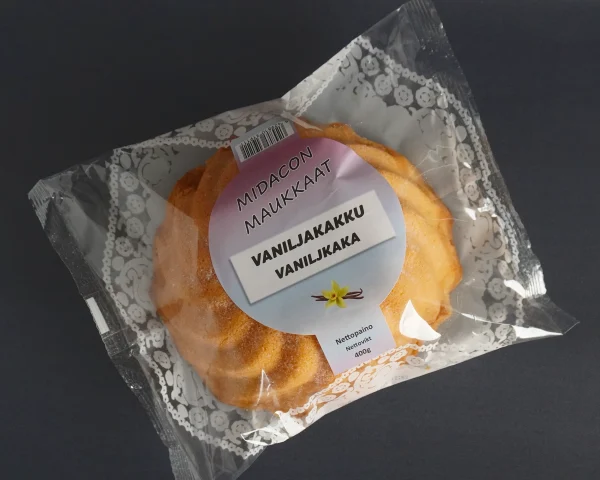 MIDACON
MAUKKAAT
VANILJAKAKKU
VANILJKAKA
Nettopaino
Nettovikt
400g